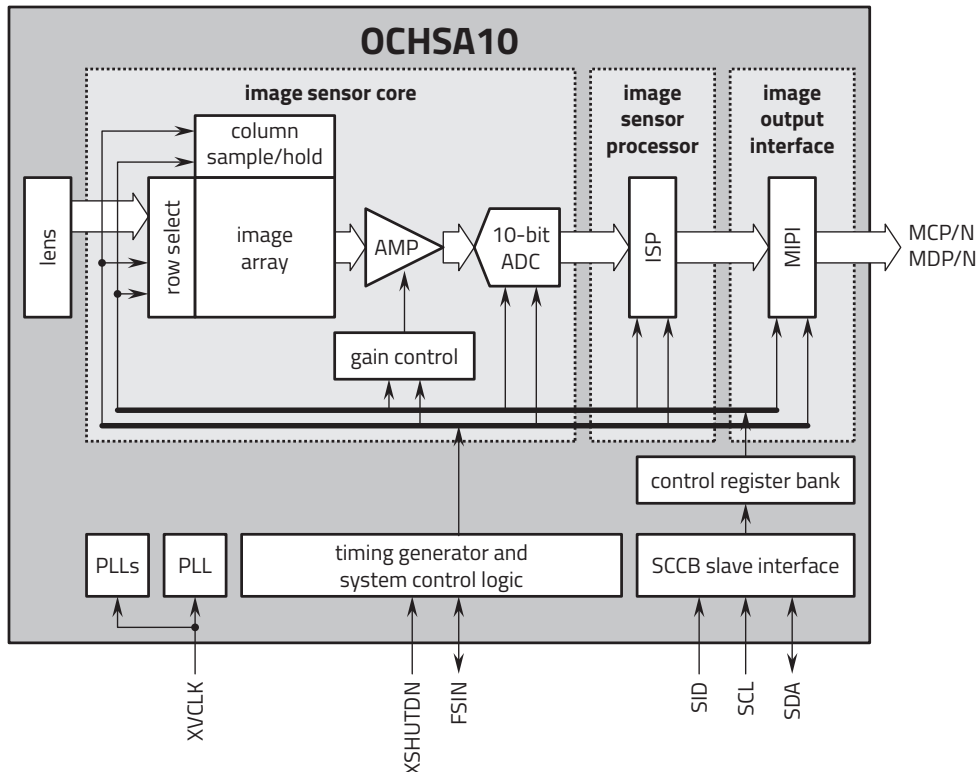 OCHSA10
image sensor core
image
sensor
processor
image
output
interface
column
sample/hold
lens
row select
image
array
AMP
10-bit
ADC
ISP
MIPI
MCP/N
MDP/N
gain control
control register bank
PLLs
PLL
timing generator and
system control logic
SCCB slave interface
XVCLK
XSHUTDN
FSIN
SID
SCL
SDA